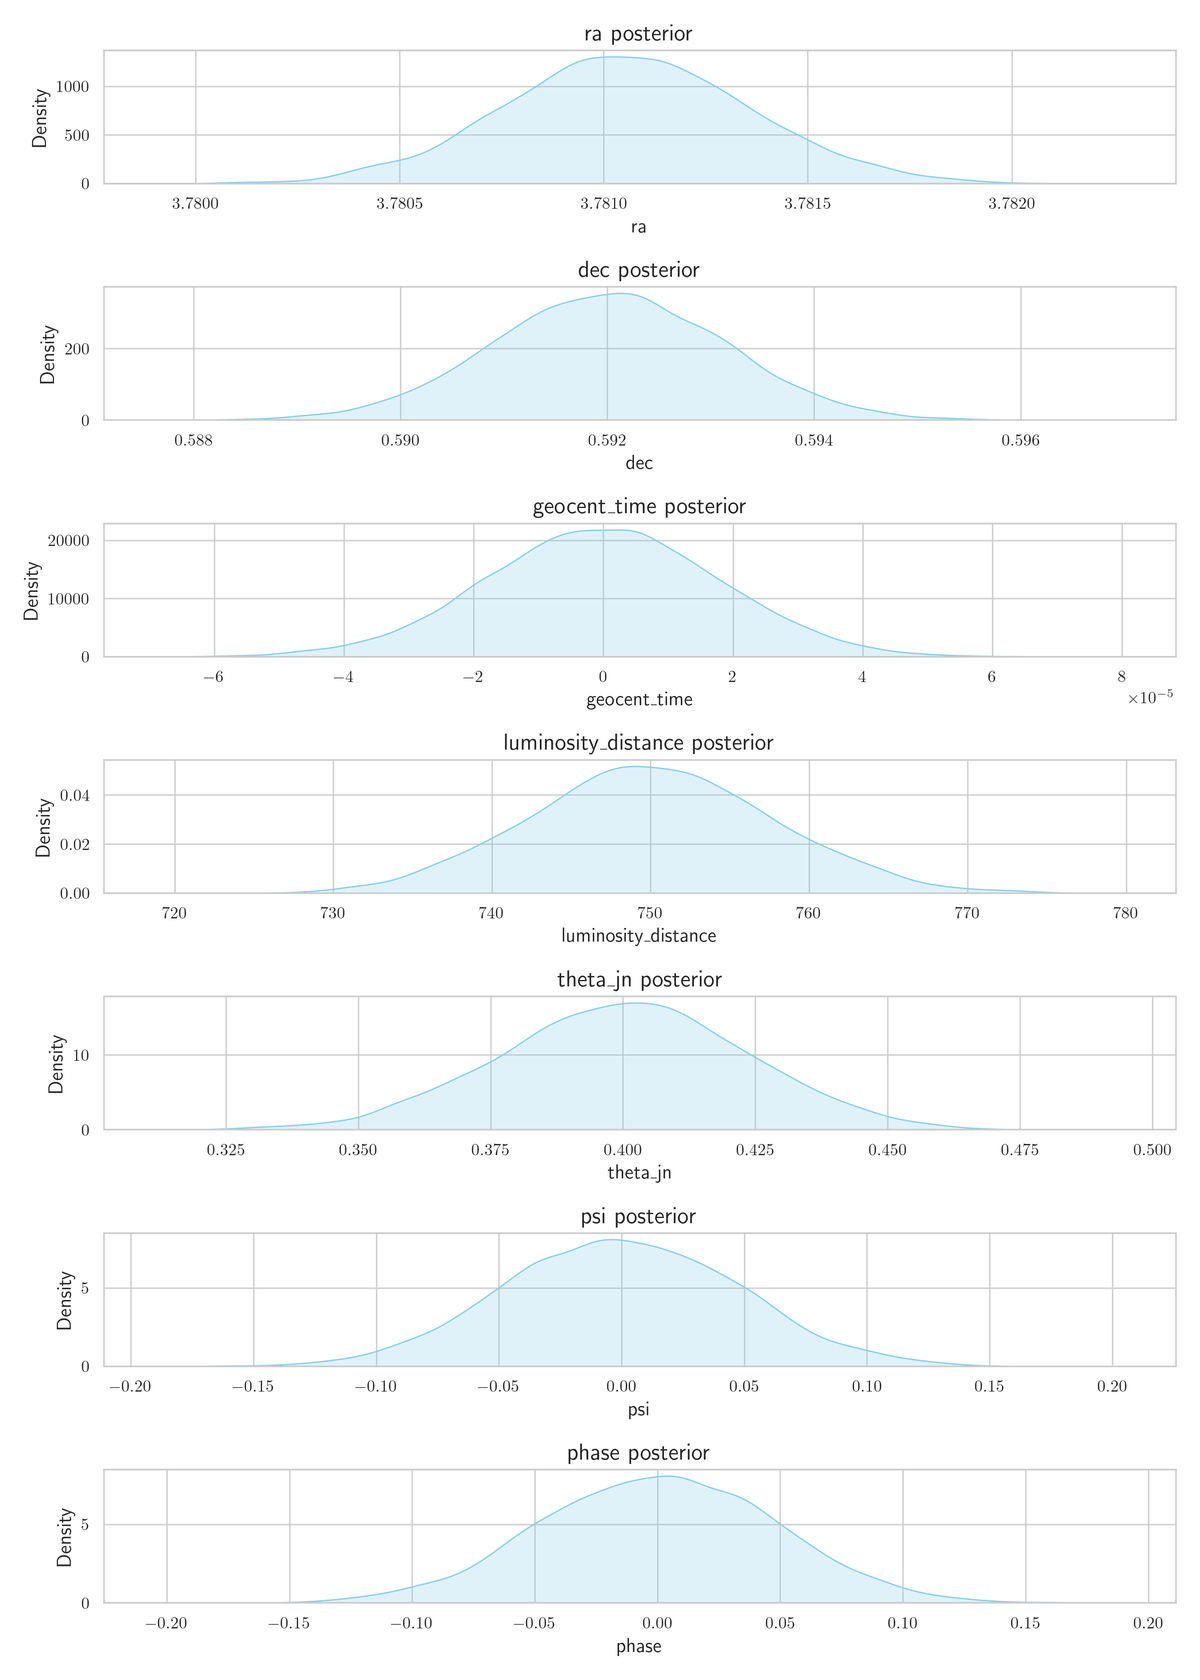 ra posterior
Density
1000
500
0
3.7800 3.7805 3.7810 3.7815 3.7820
ra
dec posterior
Density
200
0
0.588 0.590 0.592 0.594 0.596
dec
geocent_time posterior
Density
20000
10000
0
−6 −4 −2 0 2 4 6 8
×10⁻⁵
geocent_time
luminosity_distance posterior
Density
0.04
0.02
0.00
720 730 740 750 760 770 780
luminosity_distance
theta_jn posterior
Density
10
0
0.325 0.350 0.375 0.400 0.425 0.450 0.475 0.500
theta_jn
psi posterior
Density
5
0
−0.20 −0.15 −0.10 −0.05 0.00 0.05 0.10 0.15 0.20
psi
phase posterior
Density
5
0
−0.20 −0.15 −0.10 −0.05 0.00 0.05 0.10 0.15 0.20
phase